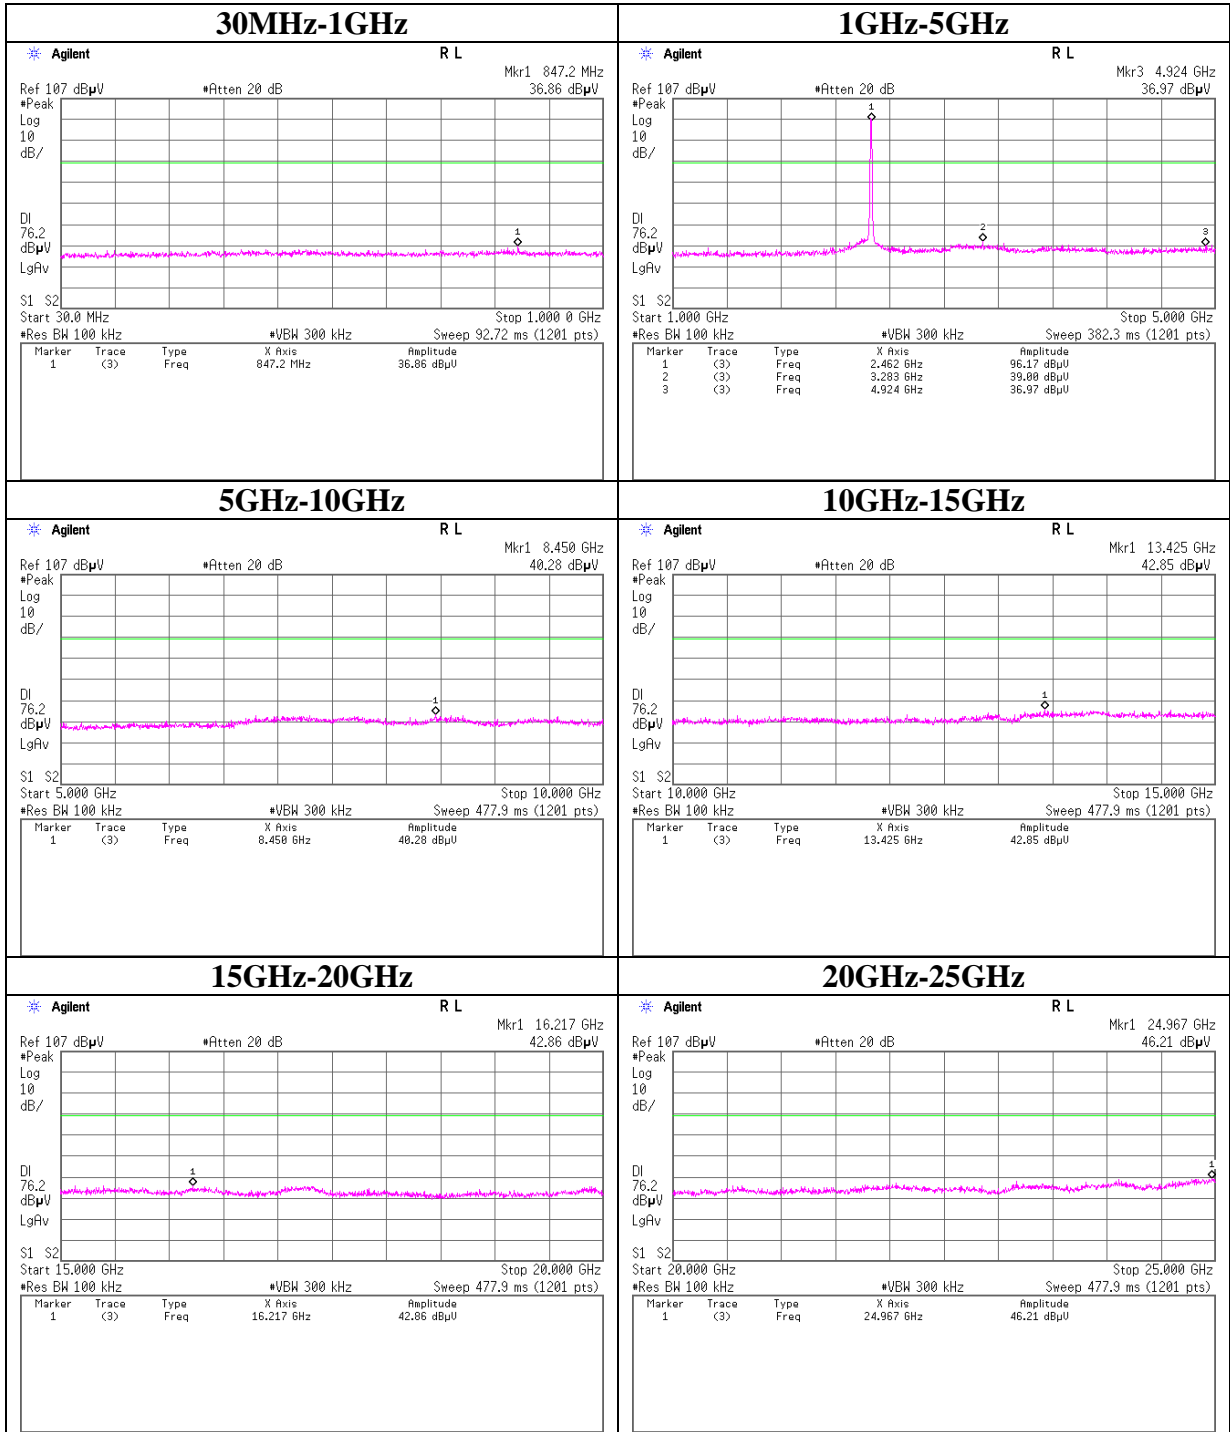 30MHz-1GHz
Agilent R L
Mkr1 847.2 MHz
Ref 107 dBµV #Atten 20 dB 36.86 dBµV
#Peak
Log
10
dB/
1
DI
76.2
dBµV
LgAv
S1 S2
Start 30.0 MHz Stop 1.000 0 GHz
#Res BW 100 kHz #VBW 300 kHz Sweep 92.72 ms (1201 pts)
Marker Trace Type X Axis Amplitude
1 (3) Freq 847.2 MHz 36.86 dBµV
1GHz-5GHz
Agilent R L
Mkr3 4.924 GHz
Ref 107 dBµV #Atten 20 dB 36.97 dBµV
#Peak
Log
10
dB/
1
2
3
DI
76.2
dBµV
LgAv
S1 S2
Start 1.000 GHz Stop 5.000 GHz
#Res BW 100 kHz #VBW 300 kHz Sweep 382.3 ms (1201 pts)
Marker Trace Type X Axis Amplitude
1 (3) Freq 2.462 GHz 96.17 dBµV
2 (3) Freq 3.283 GHz 39.00 dBµV
3 (3) Freq 4.924 GHz 36.97 dBµV
5GHz-10GHz
Agilent R L
Mkr1 8.450 GHz
Ref 107 dBµV #Atten 20 dB 40.28 dBµV
#Peak
Log
10
dB/
1
DI
76.2
dBµV
LgAv
S1 S2
Start 5.000 GHz Stop 10.000 GHz
#Res BW 100 kHz #VBW 300 kHz Sweep 477.9 ms (1201 pts)
Marker Trace Type X Axis Amplitude
1 (3) Freq 8.450 GHz 40.28 dBµV
10GHz-15GHz
Agilent R L
Mkr1 13.425 GHz
Ref 107 dBµV #Atten 20 dB 42.85 dBµV
#Peak
Log
10
dB/
1
DI
76.2
dBµV
LgAv
S1 S2
Start 10.000 GHz Stop 15.000 GHz
#Res BW 100 kHz #VBW 300 kHz Sweep 477.9 ms (1201 pts)
Marker Trace Type X Axis Amplitude
1 (3) Freq 13.425 GHz 42.85 dBµV
15GHz-20GHz
Agilent R L
Mkr1 16.217 GHz
Ref 107 dBµV #Atten 20 dB 42.86 dBµV
#Peak
Log
10
dB/
1
DI
76.2
dBµV
LgAv
S1 S2
Start 15.000 GHz Stop 20.000 GHz
#Res BW 100 kHz #VBW 300 kHz Sweep 477.9 ms (1201 pts)
Marker Trace Type X Axis Amplitude
1 (3) Freq 16.217 GHz 42.86 dBµV
20GHz-25GHz
Agilent R L
Mkr1 24.967 GHz
Ref 107 dBµV #Atten 20 dB 46.21 dBµV
#Peak
Log
10
dB/
1
DI
76.2
dBµV
LgAv
S1 S2
Start 20.000 GHz Stop 25.000 GHz
#Res BW 100 kHz #VBW 300 kHz Sweep 477.9 ms (1201 pts)
Marker Trace Type X Axis Amplitude
1 (3) Freq 24.967 GHz 46.21 dBµV